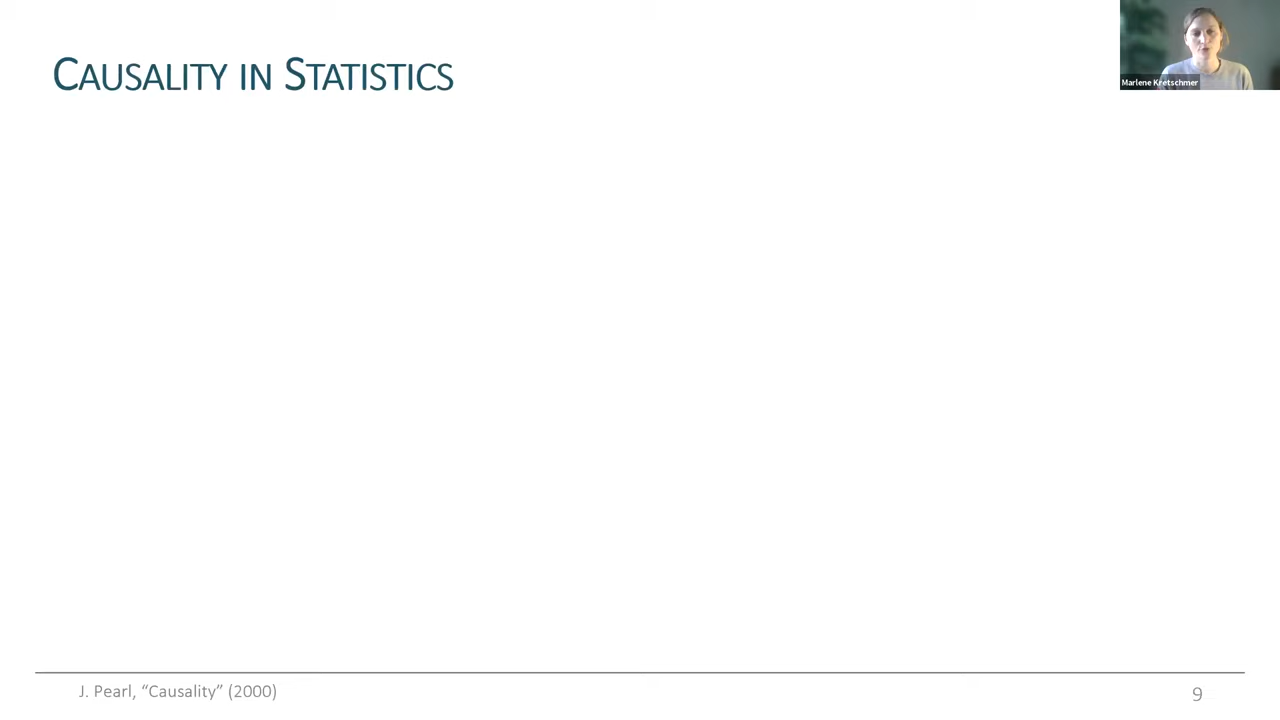 CAUSALITY IN STATISTICS
Marlene Kretschmer
J. Pearl, “Causality” (2000)
9